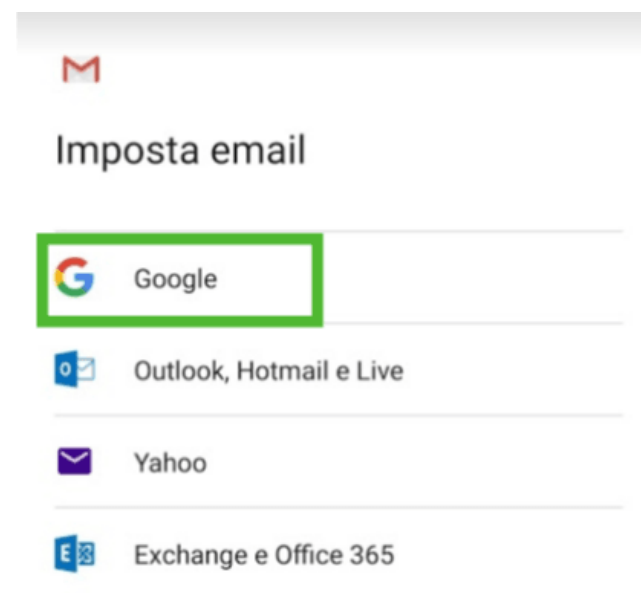 Imposta email
Google
Outlook, Hotmail e Live
Yahoo
Exchange e Office 365